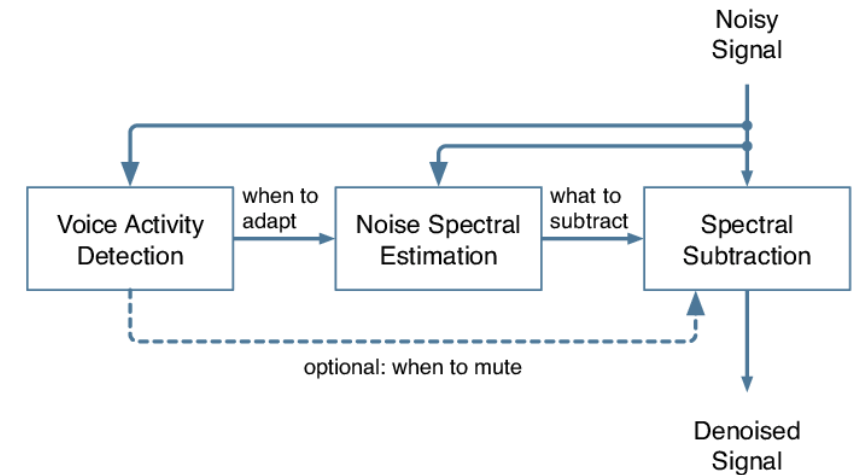 Noisy
Signal
when to
adapt
what to
subtract
Voice Activity
Detection
Noise Spectral
Estimation
Spectral
Subtraction
optional: when to mute
Denoised
Signal